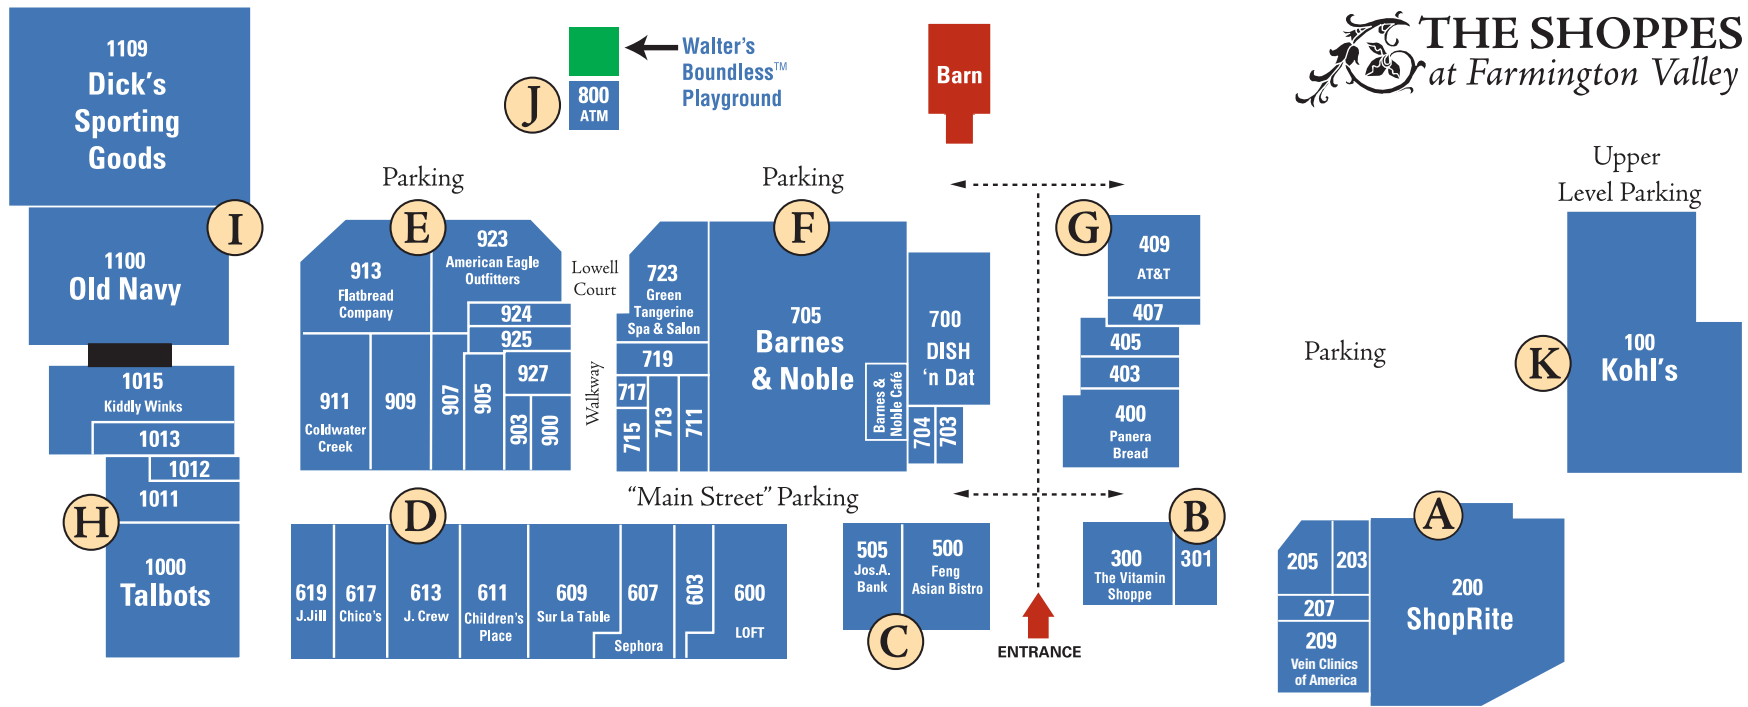 THE SHOPPES
at Farmington Valley
1109
Dick's
Sporting
Goods
I
1100
Old Navy
1015
Kiddly Winks
1013
1012
1011
H
1000
Talbots
J
800
ATM
Walter's
Boundless™
Playground
Barn
Parking
E
913
Flatbread
Company
923
American Eagle
Outfitters
924
925
927
911
Coldwater
Creek
909
907
905
903
900
Lowell
Court
Walkway
Parking
F
723
Green
Tangerine
Spa & Salon
719
717
715
713
711
705
Barnes
& Noble
Barnes &
Noble Café
700
DISH
'n Dat
704
703
G
409
AT&T
407
405
403
400
Panera
Bread
Parking
Upper
Level Parking
K
100
Kohl's
"Main Street" Parking
D
619
J.Jill
617
Chico's
613
J. Crew
611
Children's
Place
609
Sur La Table
607
Sephora
603
600
LOFT
505
Jos.A.
Bank
500
Feng
Asian Bistro
C
ENTRANCE
B
300
The Vitamin
Shoppe
301
A
205
203
207
209
Vein Clinics
of America
200
ShopRite